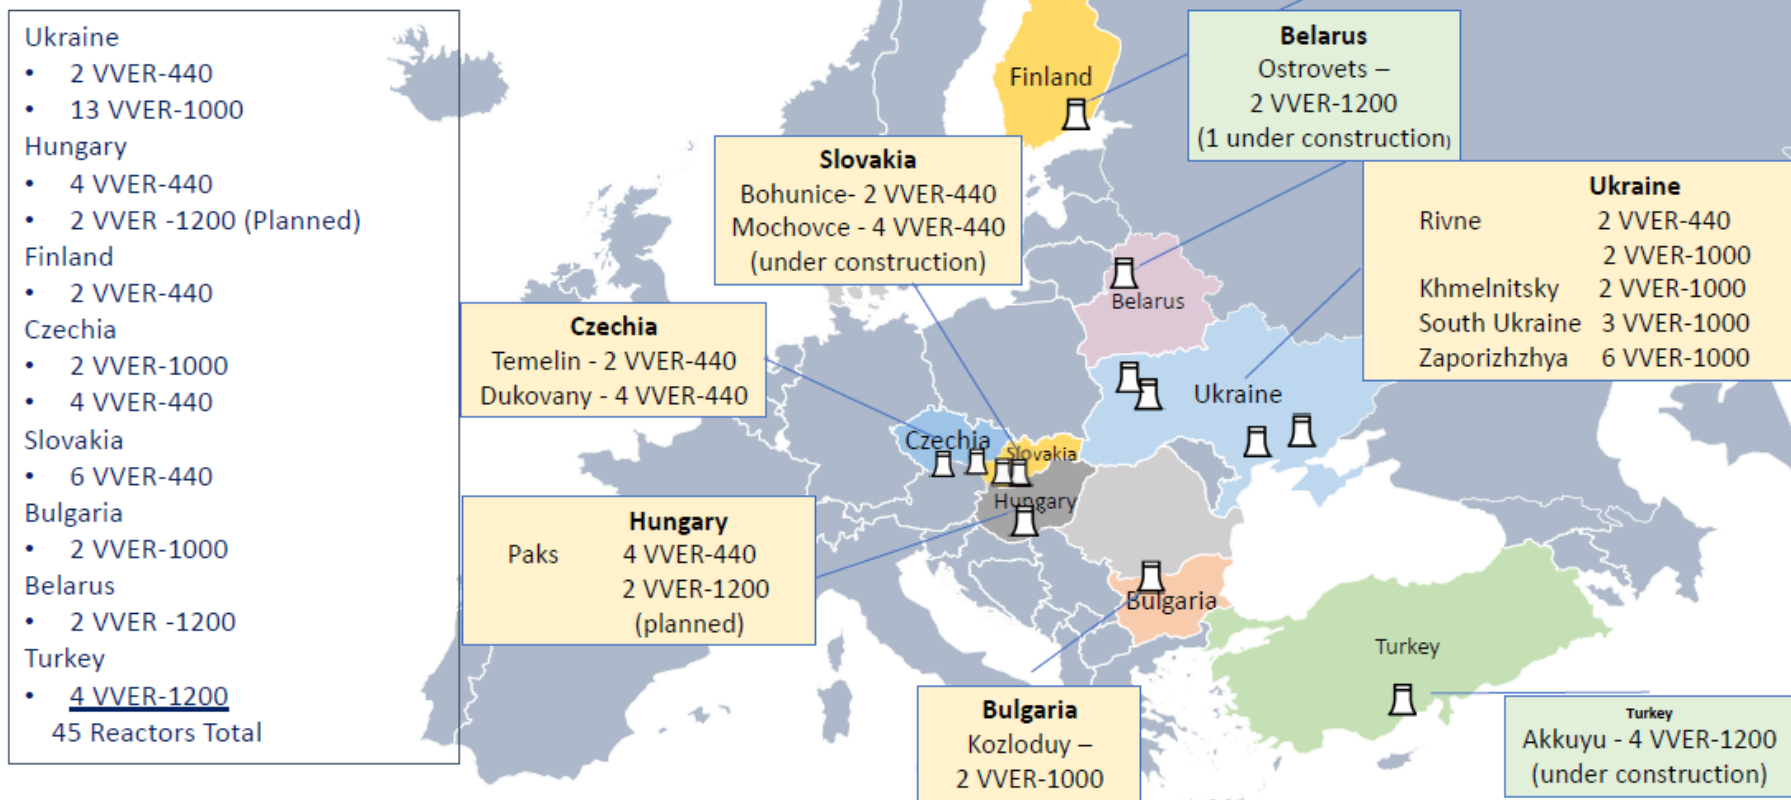 Ukraine
• 2 VVER-440
• 13 VVER-1000
Hungary
• 4 VVER-440
• 2 VVER -1200 (Planned)
Finland
• 2 VVER-440
Czechia
• 2 VVER-1000
• 4 VVER-440
Slovakia
• 6 VVER-440
Bulgaria
• 2 VVER-1000
Belarus
• 2 VVER -1200
Turkey
• 4 VVER-1200
45 Reactors Total
Finland
Belarus
Ostrovets –
2 VVER-1200
(1 under construction)
Slovakia
Bohunice- 2 VVER-440
Mochovce - 4 VVER-440
(under construction)
Ukraine
Rivne 2 VVER-440
2 VVER-1000
Khmelnitsky 2 VVER-1000
South Ukraine 3 VVER-1000
Zaporizhzhya 6 VVER-1000
Belarus
Czechia
Temelin - 2 VVER-440
Dukovany - 4 VVER-440
Ukraine
Czechia
Slovakia
Hungary
Hungary
Paks 4 VVER-440
2 VVER-1200
(planned)
Bulgaria
Turkey
Bulgaria
Kozloduy –
2 VVER-1000
Turkey
Akkuyu - 4 VVER-1200
(under construction)